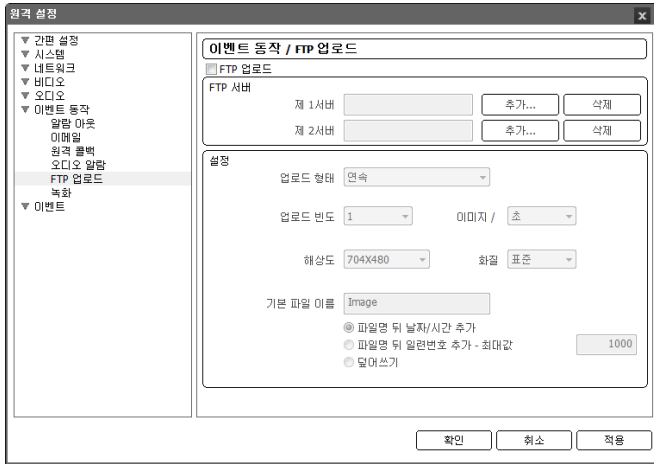 원격 설정
x
간편 설정
시스템
네트워크
비디오
오디오
이벤트 동작
알람 아웃
이메일
원격 콜백
오디오 알람
FTP 업로드
녹화
이벤트
이벤트 동작 / FTP 업로드
FTP 업로드
FTP 서버
제 1서버 추가... 삭제
제 2서버 추가... 삭제
설정
업로드 형태 연속
업로드 빈도 1 이미지 / 초
해상도 704X480 화질 표준
기본 파일 이름 Image
파일명 뒤 날짜/시간 추가
파일명 뒤 일련번호 추가 - 최대값 1000
덮어쓰기
확인 취소 적용